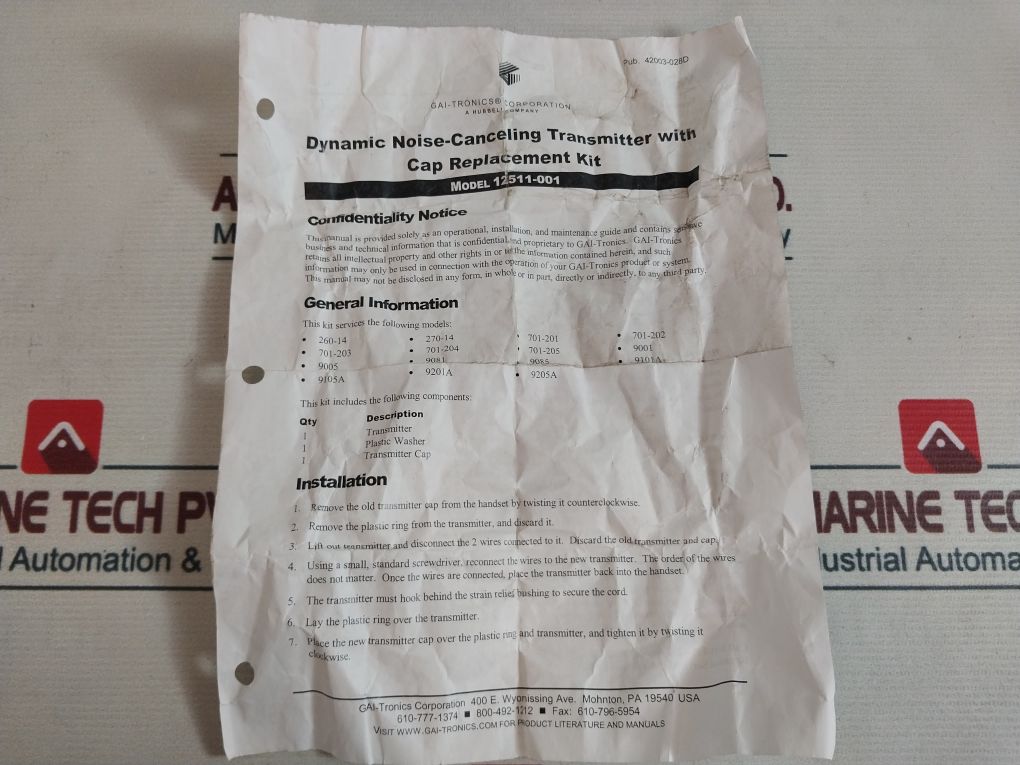 Pub. 42003-028D
GAI-TRONICS® CORPORATION
A HUBBELL COMPANY
Dynamic Noise-Canceling Transmitter with
Cap Replacement Kit
MODEL 12511-001
Confidentiality Notice
This manual is provided solely as an operational, installation, and maintenance guide and contains sensitive
business and technical information that is confidential and proprietary to GAI-Tronics. GAI-Tronics
retains all intellectual property and other rights in or to the information contained herein, and such
information may only be used in connection with the operation of your GAI-Tronics product or system.
This manual may not be disclosed in any form, in whole or in part, directly or indirectly, to any third party.
General Information
This kit services the following models:
• 260-14 • 270-14 • 701-201 • 701-202
• 701-203 • 701-204 • 701-205 • 9001
• 9005 • 9081 • 9085 • 9101A
• 9105A • 9201A • 9205A
This kit includes the following components:
Qty Description
1 Transmitter
1 Plastic Washer
1 Transmitter Cap
Installation
1. Remove the old transmitter cap from the handset by twisting it counterclockwise.
2. Remove the plastic ring from the transmitter, and discard it.
3. Lift out transmitter and disconnect the 2 wires connected to it. Discard the old transmitter and cap.
4. Using a small, standard screwdriver, reconnect the wires to the new transmitter. The order of the wires
does not matter. Once the wires are connected, place the transmitter back into the handset.
5. The transmitter must hook behind the strain relief bushing to secure the cord.
6. Lay the plastic ring over the transmitter.
7. Place the new transmitter cap over the plastic ring and transmitter, and tighten it by twisting it
clockwise.
GAI-Tronics Corporation 400 E. Wyomissing Ave. Mohnton, PA 19540 USA
610-777-1374 ■ 800-492-1212 ■ Fax: 610-796-5954
VISIT WWW.GAI-TRONICS.COM FOR PRODUCT LITERATURE AND MANUALS
NE TECH P
Automation &
ARINE TEC
dustrial Automa